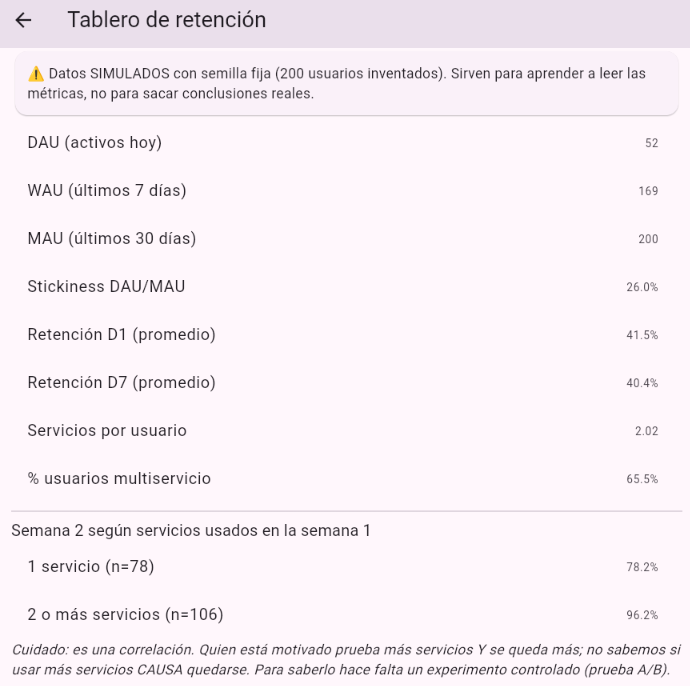 Tablero de retención
⚠️ Datos SIMULADOS con semilla fija (200 usuarios inventados). Sirven para aprender a leer las
métricas, no para sacar conclusiones reales.
DAU (activos hoy) 52
WAU (últimos 7 días) 169
MAU (últimos 30 días) 200
Stickiness DAU/MAU 26.0%
Retención D1 (promedio) 41.5%
Retención D7 (promedio) 40.4%
Servicios por usuario 2.02
% usuarios multiservicio 65.5%
Semana 2 según servicios usados en la semana 1
1 servicio (n=78) 78.2%
2 o más servicios (n=106) 96.2%
Cuidado: es una correlación. Quien está motivado prueba más servicios Y se queda más; no sabemos si
usar más servicios CAUSA quedarse. Para saberlo hace falta un experimento controlado (prueba A/B).